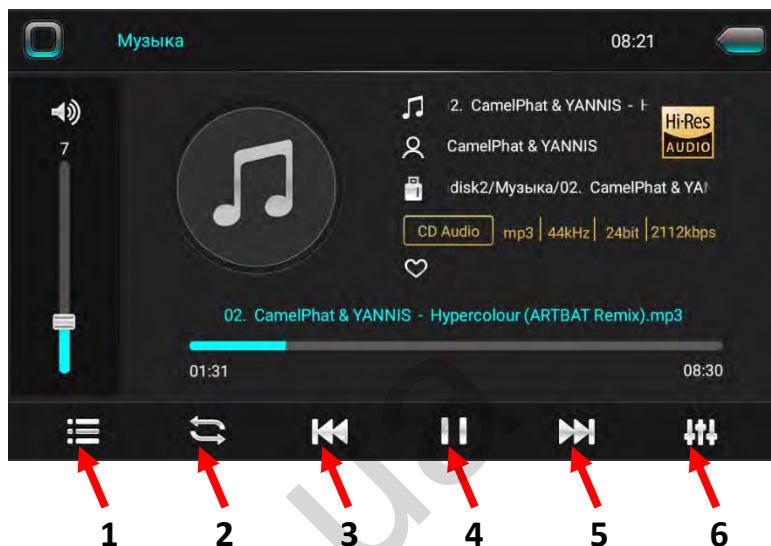 Музыка 08:21
2. CamelPhat & YANNIS - H
Hi-Res
AUDIO
7
CamelPhat & YANNIS
disk2/Музыка/02. CamelPhat & YAN
CD Audio mp3 44kHz 24bit 2112kbps
02. CamelPhat & YANNIS - Hypercolour (ARTBAT Remix).mp3
01:31 08:30
1 2 3 4 5 6
ua